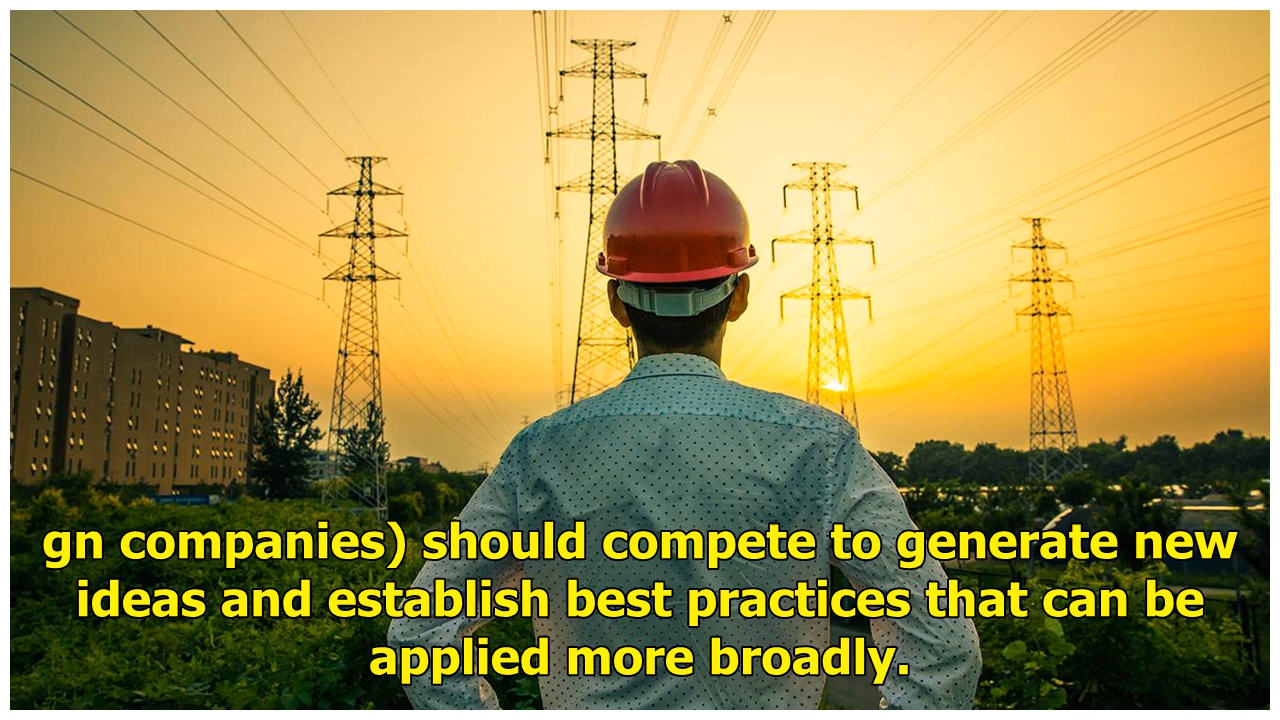 gn companies) should compete to generate new
ideas and establish best practices that can be
applied more broadly.